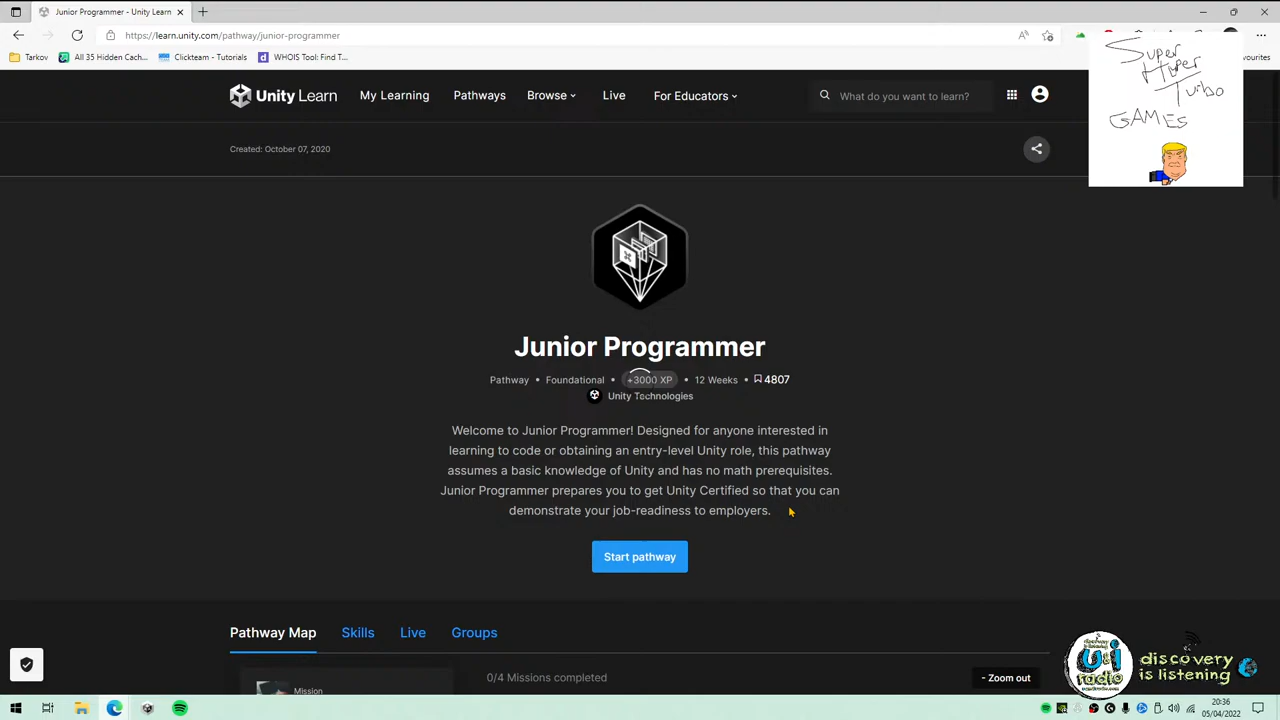 Junior Programmer - Unity Learn
https://learn.unity.com/pathway/junior-programmer
Tarkov
All 35 Hidden Cach...
Clickteam - Tutorials
WHOIS Tool: Find T...
vourites
Super
Hyper
Turbo
GAMES
Unity Learn
My Learning
Pathways
Browse
Live
For Educators
What do you want to learn?
Created: October 07, 2020
Junior Programmer
Pathway • Foundational • +3000 XP • 12 Weeks • 4807
Unity Technologies
Welcome to Junior Programmer! Designed for anyone interested in
learning to code or obtaining an entry-level Unity role, this pathway
assumes a basic knowledge of Unity and has no math prerequisites.
Junior Programmer prepares you to get Unity Certified so that you can
demonstrate your job-readiness to employers.
Start pathway
Pathway Map
Skills
Live
Groups
Mission
0/4 Missions completed
- Zoom out
radio
discovery
is listening
20:36
05/04/2022